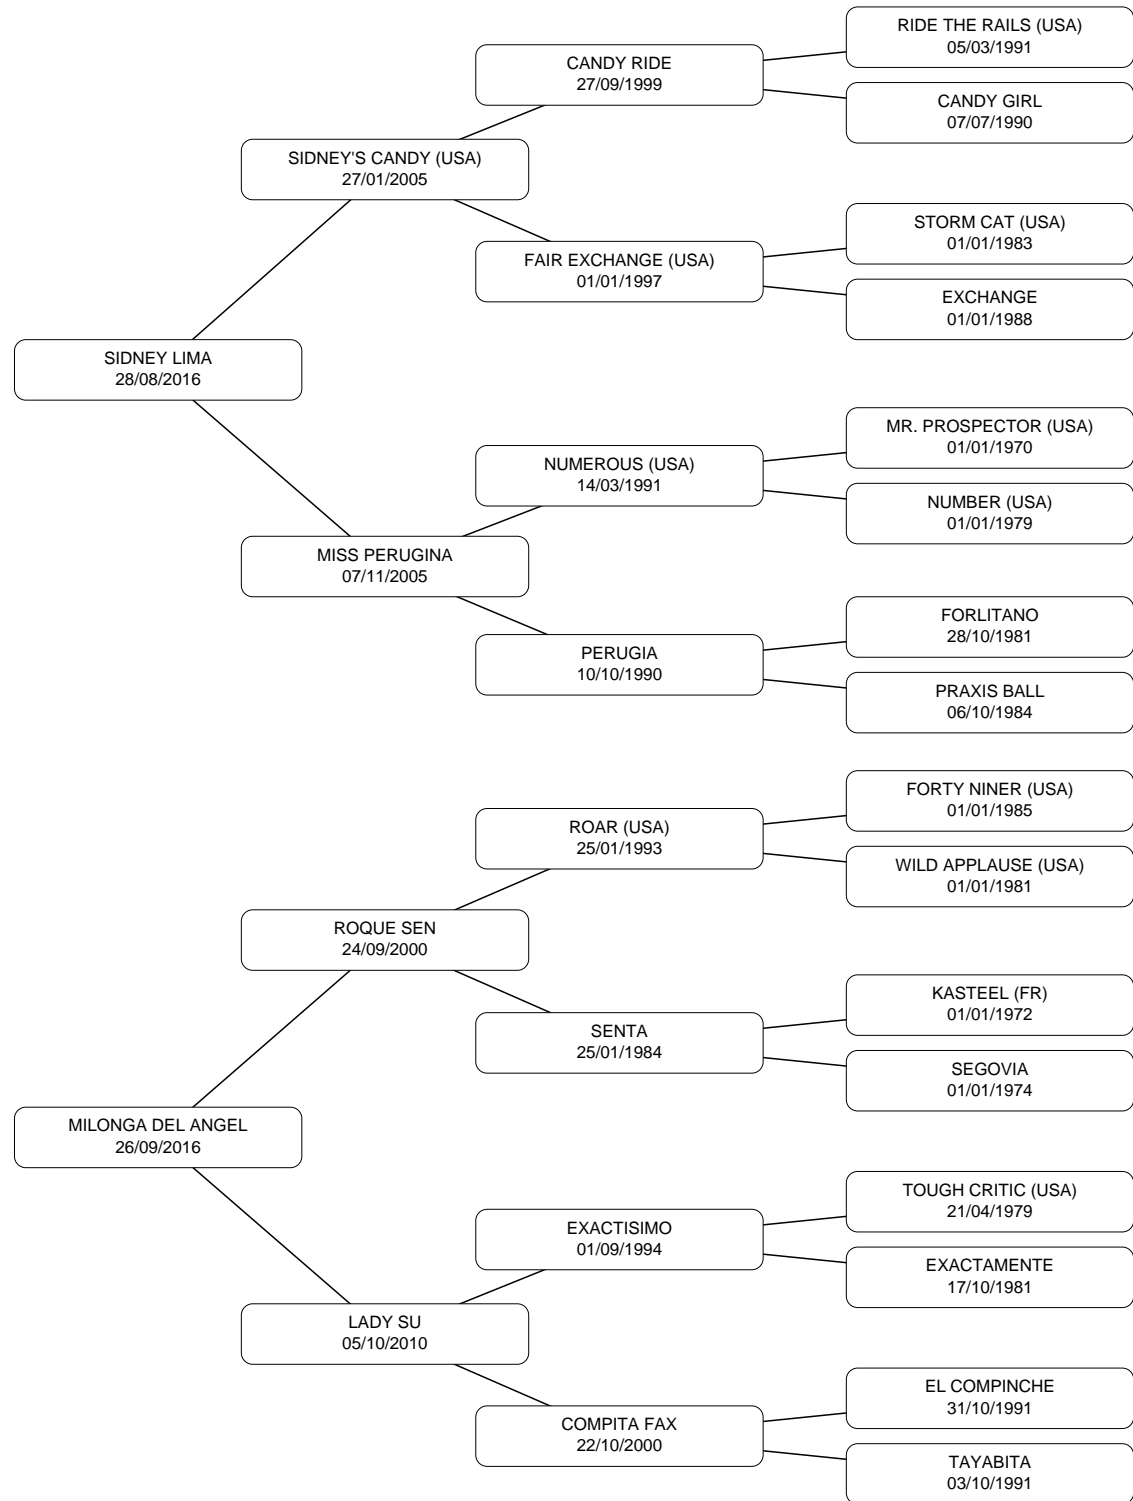 RIDE THE RAILS (USA)
05/03/1991
CANDY RIDE
27/09/1999
CANDY GIRL
07/07/1990
SIDNEY'S CANDY (USA)
27/01/2005
STORM CAT (USA)
01/01/1983
FAIR EXCHANGE (USA)
01/01/1997
EXCHANGE
01/01/1988
SIDNEY LIMA
28/08/2016
MR. PROSPECTOR (USA)
01/01/1970
NUMEROUS (USA)
14/03/1991
NUMBER (USA)
01/01/1979
MISS PERUGINA
07/11/2005
FORLITANO
28/10/1981
PERUGIA
10/10/1990
PRAXIS BALL
06/10/1984
FORTY NINER (USA)
01/01/1985
ROAR (USA)
25/01/1993
WILD APPLAUSE (USA)
01/01/1981
ROQUE SEN
24/09/2000
KASTEEL (FR)
01/01/1972
SENTA
25/01/1984
SEGOVIA
01/01/1974
MILONGA DEL ANGEL
26/09/2016
TOUGH CRITIC (USA)
21/04/1979
EXACTISIMO
01/09/1994
EXACTAMENTE
17/10/1981
LADY SU
05/10/2010
EL COMPINCHE
31/10/1991
COMPITA FAX
22/10/2000
TAYABITA
03/10/1991